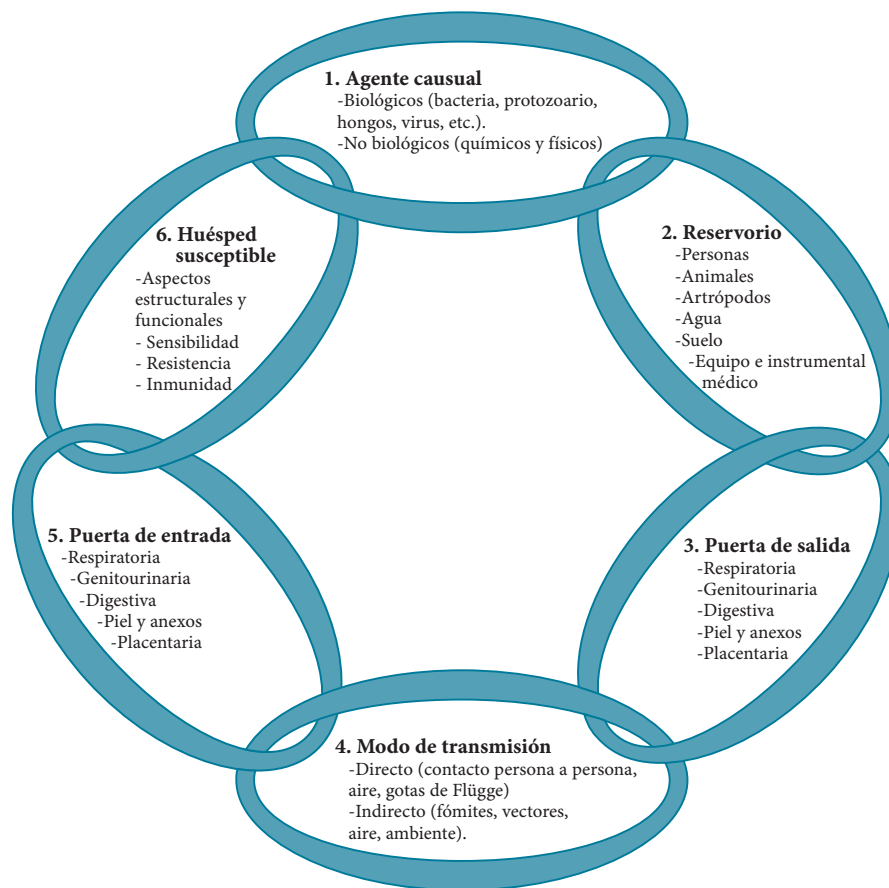 1. Agente causual
-Biológicos (bacteria, protozoario,
hongos, virus, etc.).
-No biológicos (químicos y físicos)
2. Reservorio
-Personas
-Animales
-Artrópodos
-Agua
-Suelo
-Equipo e instrumental
médico
3. Puerta de salida
-Respiratoria
-Genitourinaria
-Digestiva
-Piel y anexos
-Placentaria
4. Modo de transmisión
-Directo (contacto persona a persona,
aire, gotas de Flügge)
-Indirecto (fómites, vectores,
aire, ambiente).
5. Puerta de entrada
-Respiratoria
-Genitourinaria
-Digestiva
-Piel y anexos
-Placentaria
6. Huésped
susceptible
-Aspectos
estructurales y
funcionales
- Sensibilidad
- Resistencia
- Inmunidad